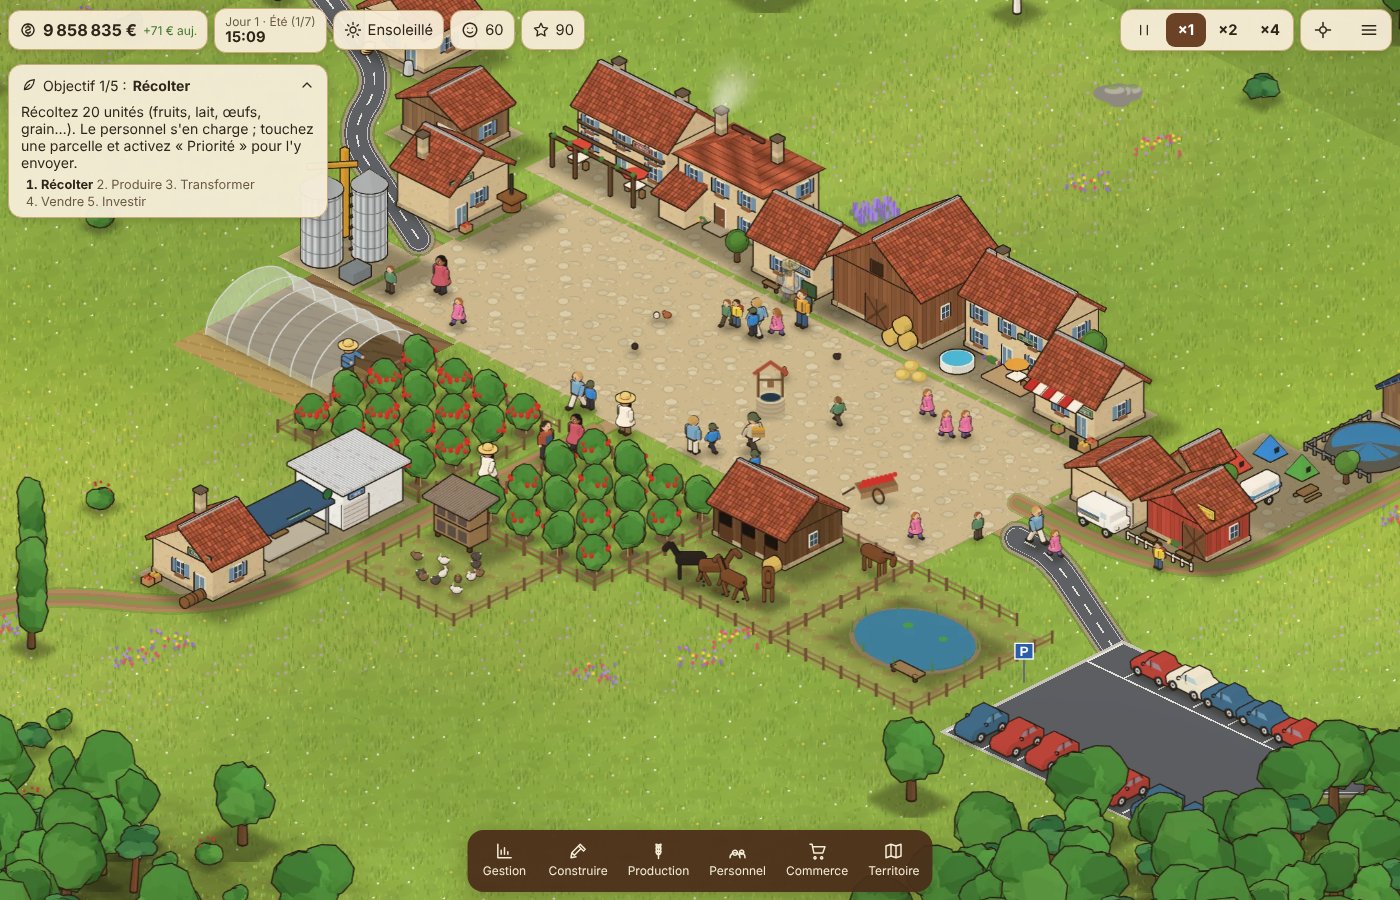 9 858 835 € +71 € auj.
Jour 1 · Été (1/7)
15:09
Ensoleillé
60
90
×1 ×2 ×4
Objectif 1/5 : Récolter
Récoltez 20 unités (fruits, lait, œufs,
grain...). Le personnel s'en charge ; touchez
une parcelle et activez « Priorité » pour l'y
envoyer.
1. Récolter 2. Produire 3. Transformer
4. Vendre 5. Investir
P
Gestion Construire Production Personnel Commerce Territoire